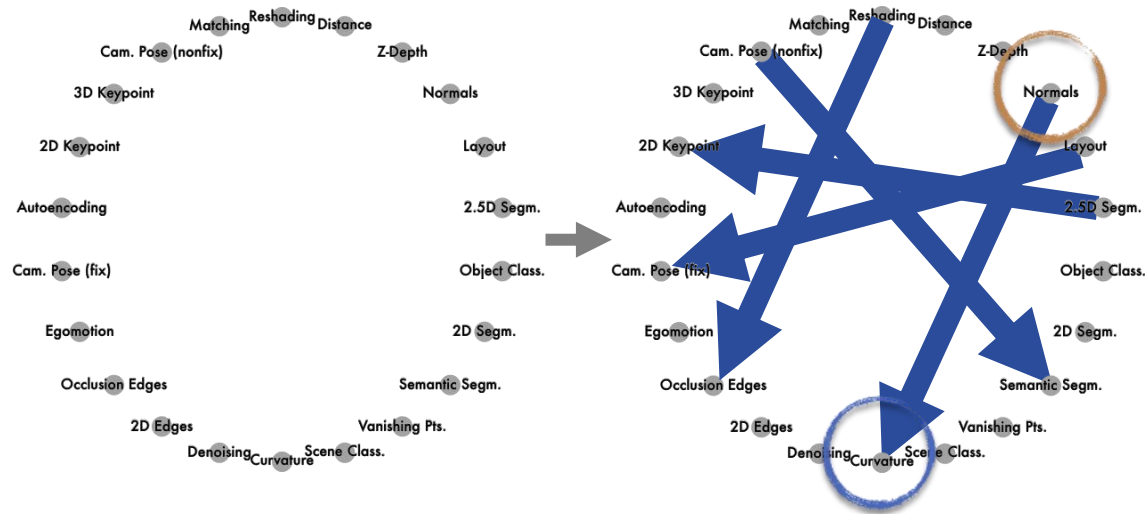 Reshading
Matching
Distance
Cam. Pose (nonfix)
Z-Depth
3D Keypoint
Normals
2D Keypoint
Layout
Autoencoding
2.5D Segm.
Cam. Pose (fix)
Object Class.
Egomotion
2D Segm.
Occlusion Edges
Semantic Segm.
2D Edges
Vanishing Pts.
Denoising
Scene Class.
Curvature
Reshading
Matching
Distance
Cam. Pose (nonfix)
Z-Depth
3D Keypoint
Normals
2D Keypoint
Layout
Autoencoding
2.5D Segm.
Cam. Pose (fix)
Object Class.
Egomotion
2D Segm.
Occlusion Edges
Semantic Segm.
2D Edges
Vanishing Pts.
Denoising
Scene Class.
Curvature